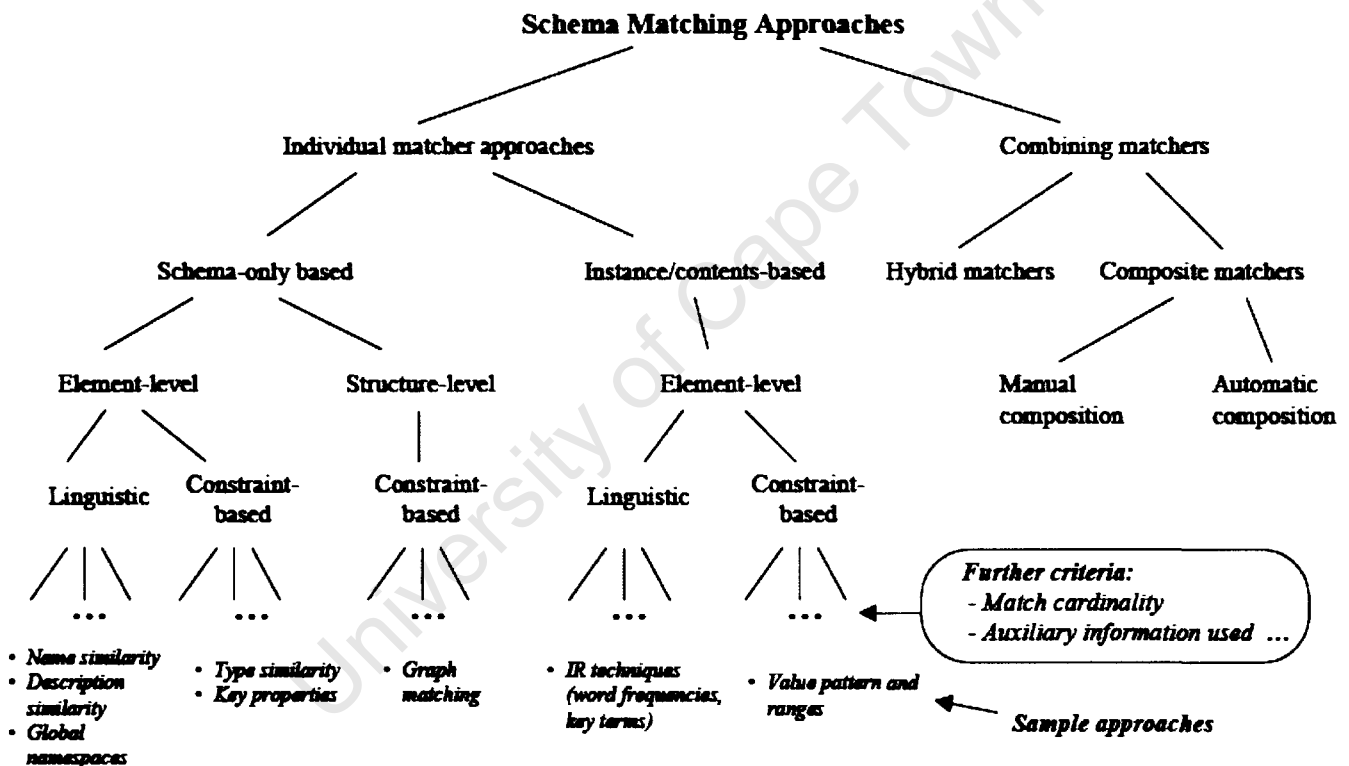 Schema Matching Approaches
Individual matcher approaches
Combining matchers
Schema-only based
Instance/contents-based
Hybrid matchers
Composite matchers
Element-level
Structure-level
Element-level
Manual
composition
Automatic
composition
Linguistic
Constraint-
based
Constraint-
based
Linguistic
Constraint-
based
Further criteria:
- Match cardinality
- Auxiliary information used ...
...
...
...
...
...
• Name similarity
• Description
similarity
• Global
namespaces
• Type similarity
• Key properties
• Graph
matching
• IR techniques
(word frequencies,
key terms)
• Value pattern and
ranges
Sample approaches
University of Cape Town